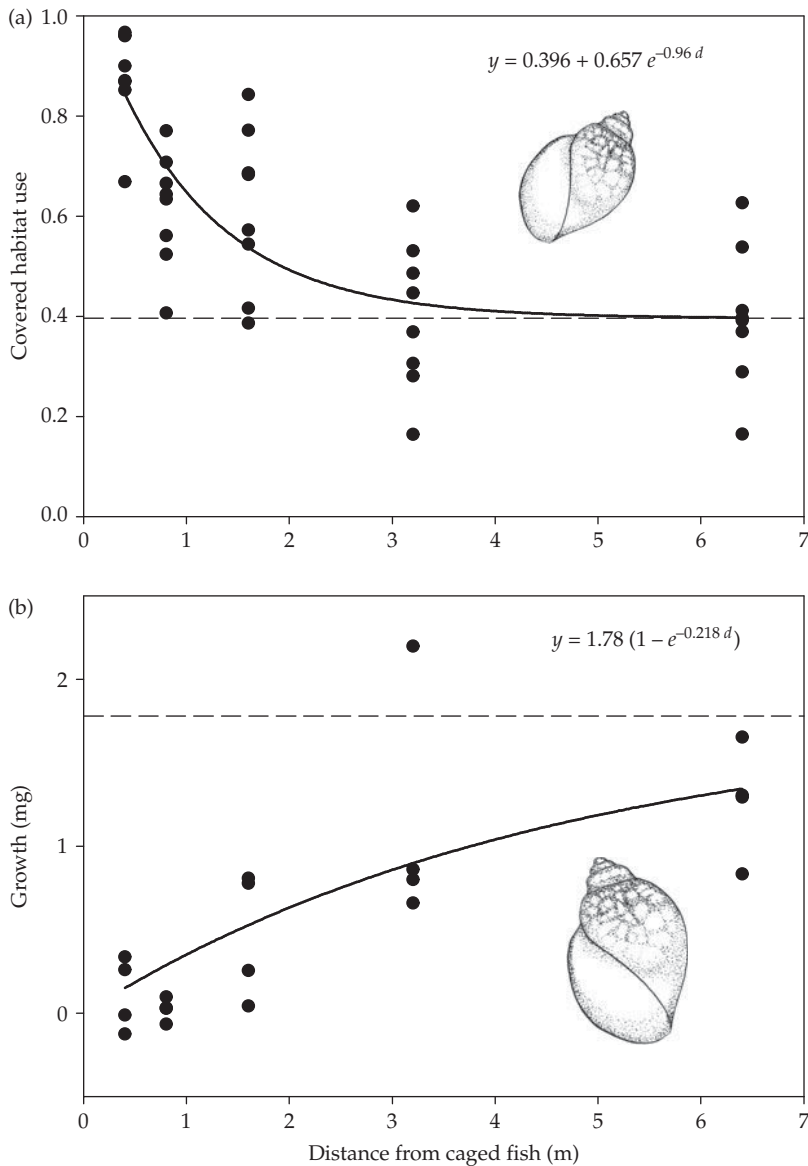 (a)
1.0
0.8
0.6
0.4
0.2
0.0
Covered habitat use
y = 0.396 + 0.657 e^–0.96 d
0 1 2 3 4 5 6 7
(b)
2
1
0
Growth (mg)
y = 1.78 (1 – e^–0.218 d)
0 1 2 3 4 5 6 7
Distance from caged fish (m)